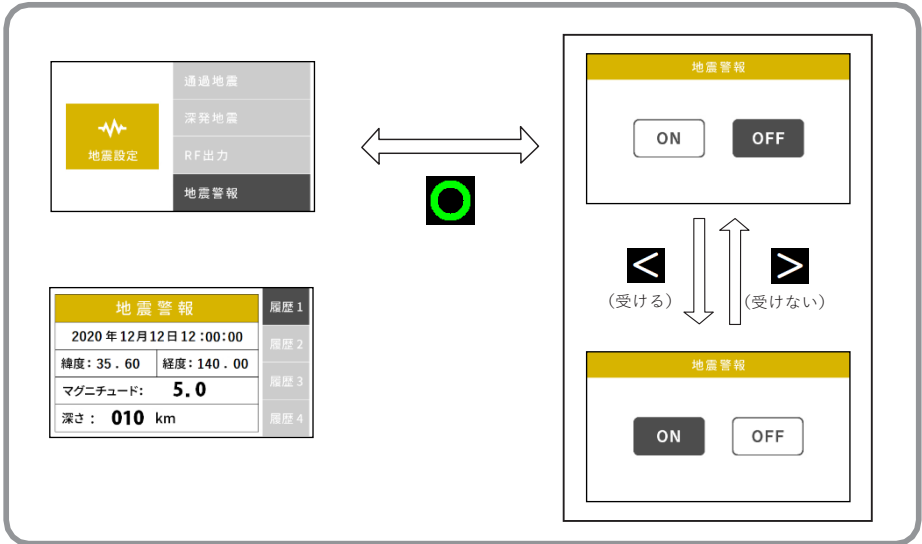 通過地震
深発地震
RF出力
地震警報
地震設定
地震警報
2020年12月12日12:00:00
緯度：35．60
経度：140．00
マグニチュード：
5.0
深さ：
010
km
履歴1
履歴2
履歴3
履歴4
地震警報
ON
OFF
<
(受ける)
>
(受けない)
地震警報
ON
OFF